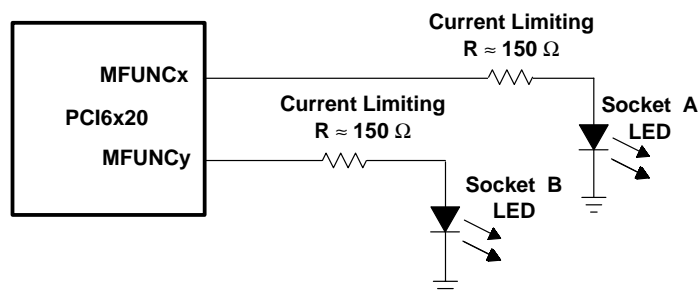 Current Limiting
R ≈ 150 Ω
MFUNCx
Current Limiting
R ≈ 150 Ω
Socket A
LED
PCI6x20
MFUNCy
Socket B
LED